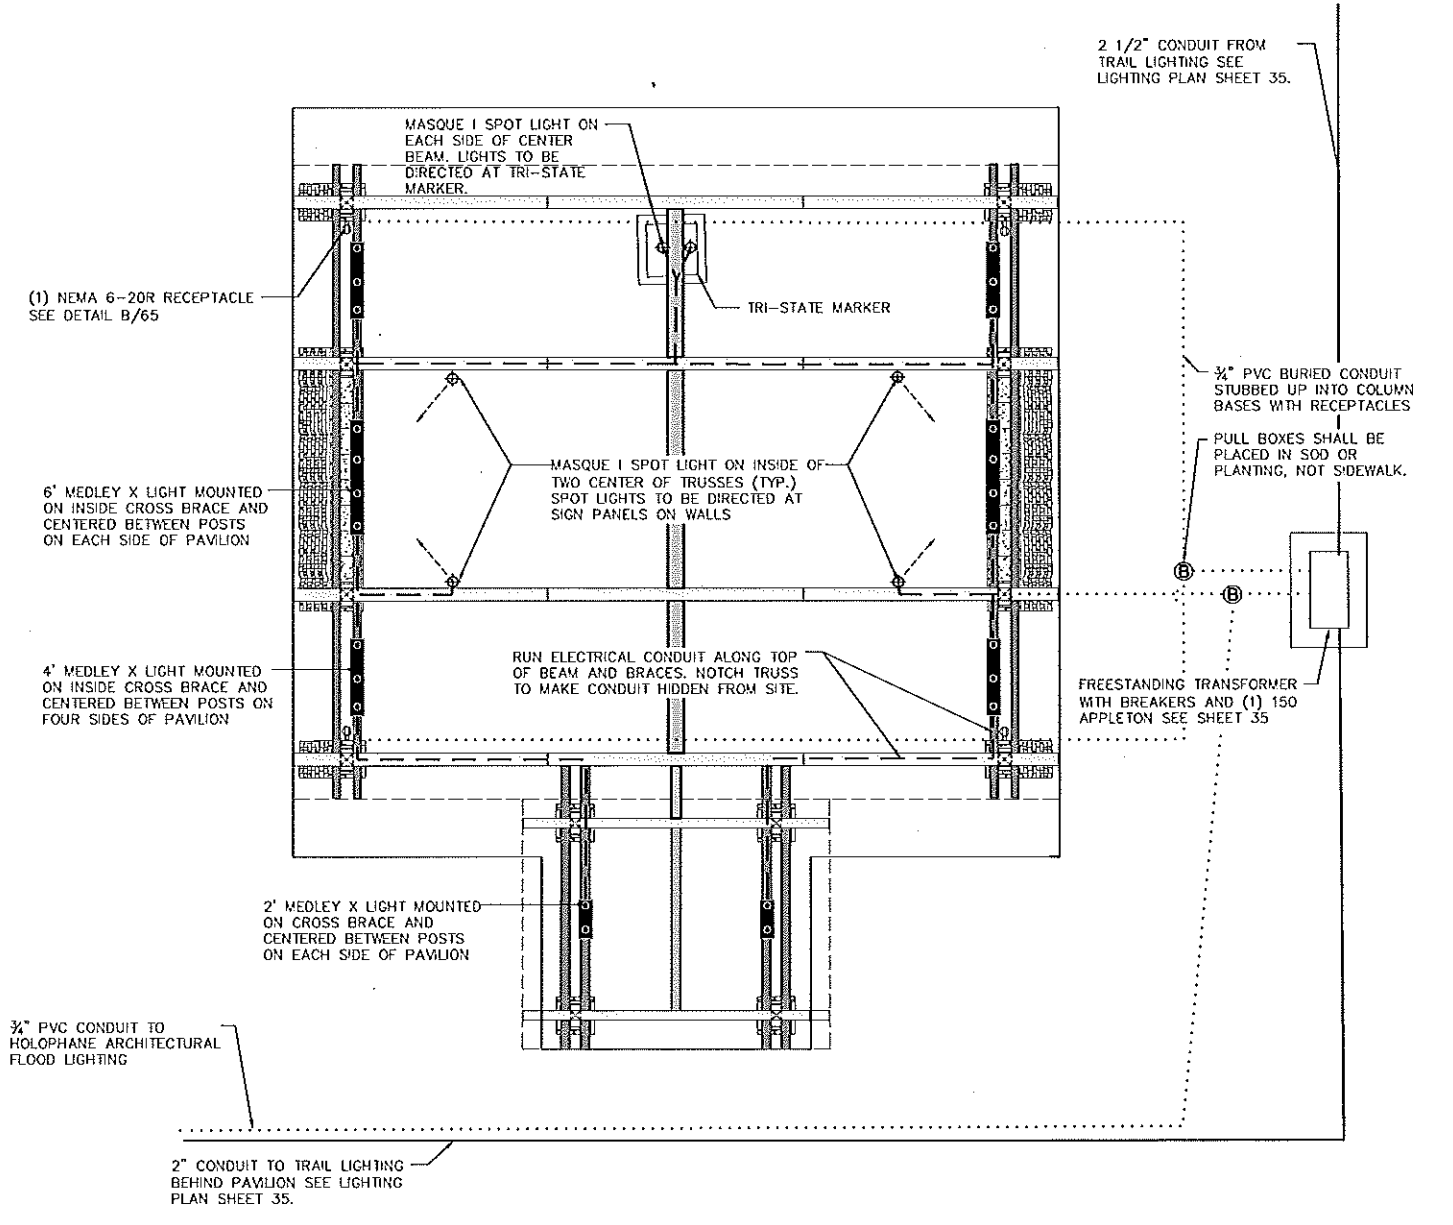 2 1/2" CONDUIT FROM
TRAIL LIGHTING SEE
LIGHTING PLAN SHEET 35.
MASQUE I SPOT LIGHT ON
EACH SIDE OF CENTER
BEAM. LIGHTS TO BE
DIRECTED AT TRI-STATE
MARKER.
(1) NEMA 6-20R RECEPTACLE
SEE DETAIL B/65
TRI-STATE MARKER
¾" PVC BURIED CONDUIT
STUBBED UP INTO COLUMN
BASES WITH RECEPTACLES
PULL BOXES SHALL BE
PLACED IN SOD OR
PLANTING, NOT SIDEWALK.
MASQUE I SPOT LIGHT ON INSIDE OF
TWO CENTER OF TRUSSES (TYP.)
SPOT LIGHTS TO BE DIRECTED AT
SIGN PANELS ON WALLS
6' MEDLEY X LIGHT MOUNTED
ON INSIDE CROSS BRACE AND
CENTERED BETWEEN POSTS
ON EACH SIDE OF PAVILION
B
B
4' MEDLEY X LIGHT MOUNTED
ON INSIDE CROSS BRACE AND
CENTERED BETWEEN POSTS ON
FOUR SIDES OF PAVILION
RUN ELECTRICAL CONDUIT ALONG TOP
OF BEAM AND BRACES. NOTCH TRUSS
TO MAKE CONDUIT HIDDEN FROM SITE.
FREESTANDING TRANSFORMER
WITH BREAKERS AND (1) 150
APPLETON SEE SHEET 35
2' MEDLEY X LIGHT MOUNTED
ON CROSS BRACE AND
CENTERED BETWEEN POSTS
ON EACH SIDE OF PAVILION
¾" PVC CONDUIT TO
HOLOPHANE ARCHITECTURAL
FLOOD LIGHTING
2" CONDUIT TO TRAIL LIGHTING
BEHIND PAVILION SEE LIGHTING
PLAN SHEET 35.